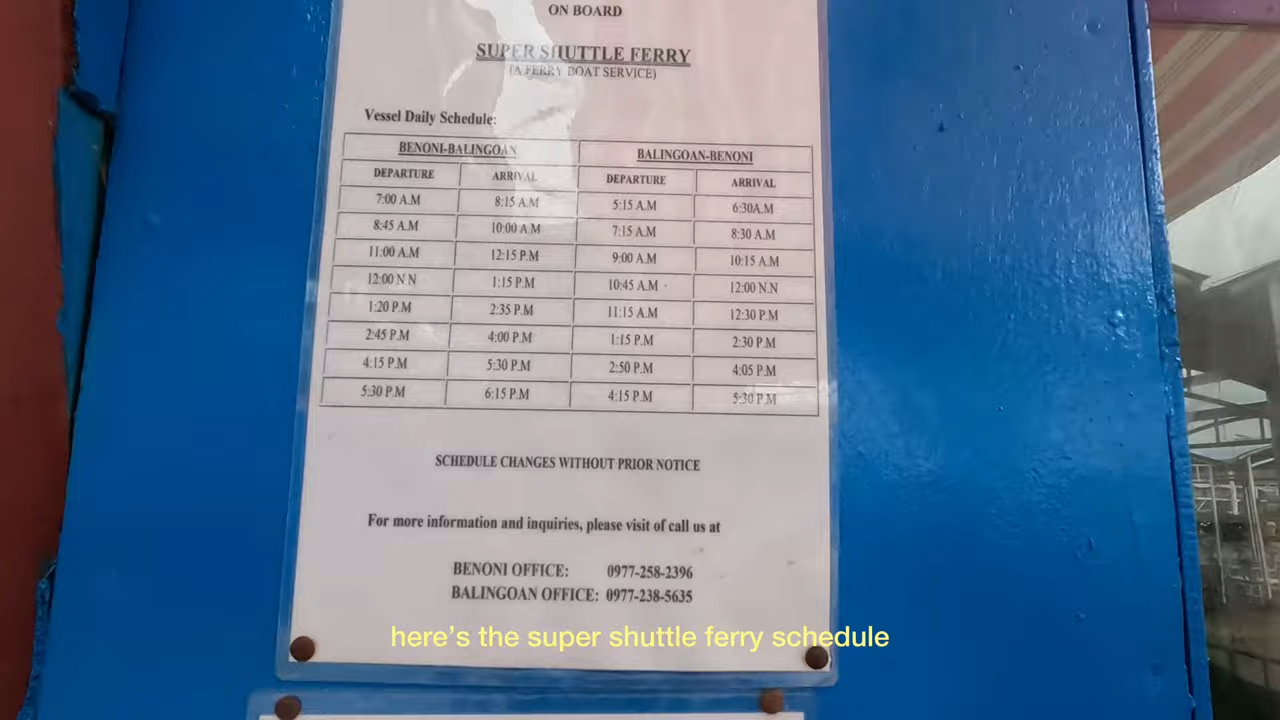 ON BOARD
SUPER SHUTTLE FERRY
(A FERRY BOAT SERVICE)
Vessel Daily Schedule:
BENONI-BALINGOAN BALINGOAN-BENONI
DEPARTURE ARRIVAL DEPARTURE ARRIVAL
7:00 A.M 8:15 A.M 5:15 A.M 6:30A.M
8:45 A.M 10:00 A.M 7:15 A.M 8:30 A.M
11:00 A.M 12:15 P.M 9:00 A.M 10:15 A.M
12:00 N.N 1:15 P.M 10:45 A.M 12:00 N.N
1:20 P.M 2:35 P.M 11:15 A.M 12:30 P.M
2:45 P.M 4:00 P.M 1:15 P.M 2:30 P.M
4:15 P.M 5:30 P.M 2:50 P.M 4:05 P.M
5:30 P.M 6:15 P.M 4:15 P.M 5:30 P.M
SCHEDULE CHANGES WITHOUT PRIOR NOTICE
For more information and inquiries, please visit of call us at
BENONI OFFICE: 0977-258-2396
BALINGOAN OFFICE: 0977-238-5635
here's the super shuttle ferry schedule